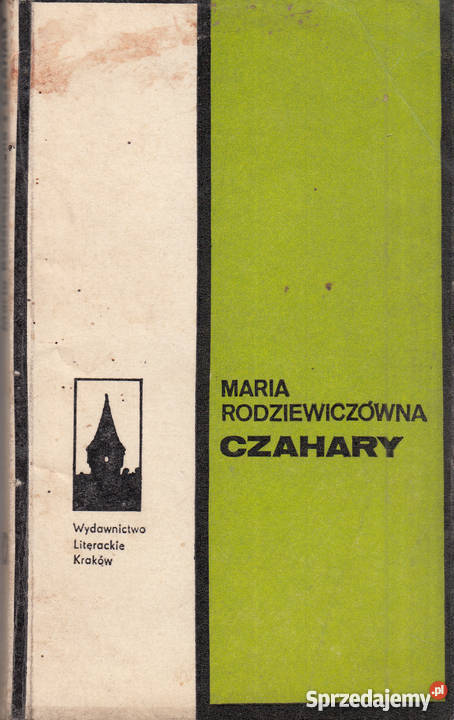 MARIA
RODZIEWICZÓWNA
CZAHARY
Wydawnictwo
Literackie
Kraków
Sprzedajemy.pl